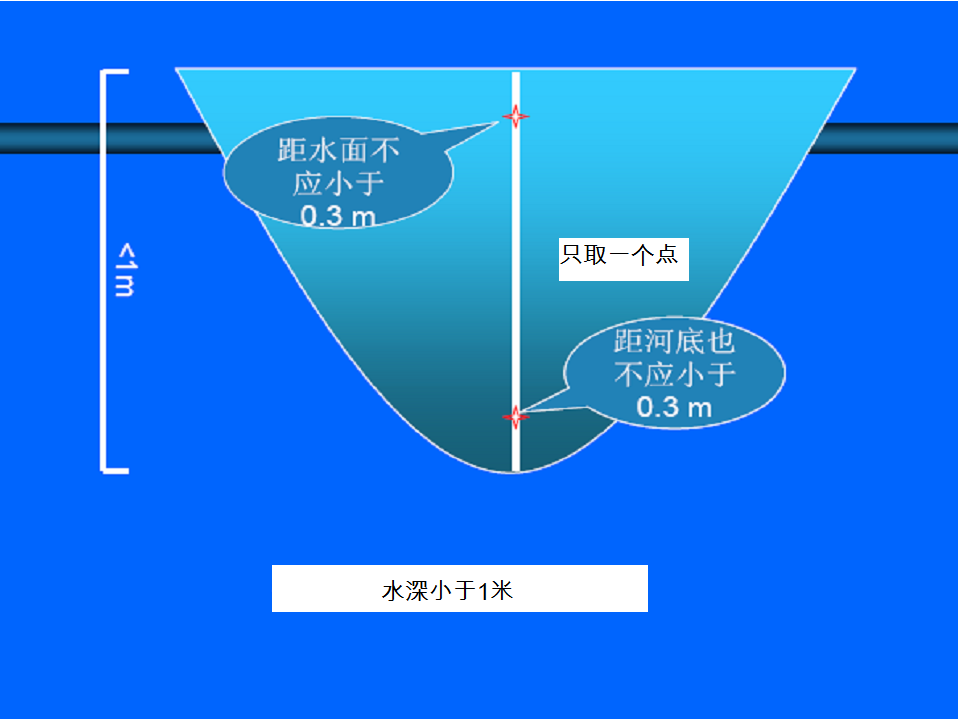 距水面不
应小于
0.3 m
<1m
只取一个点
距河底也
不应小于
0.3 m
水深小于1米